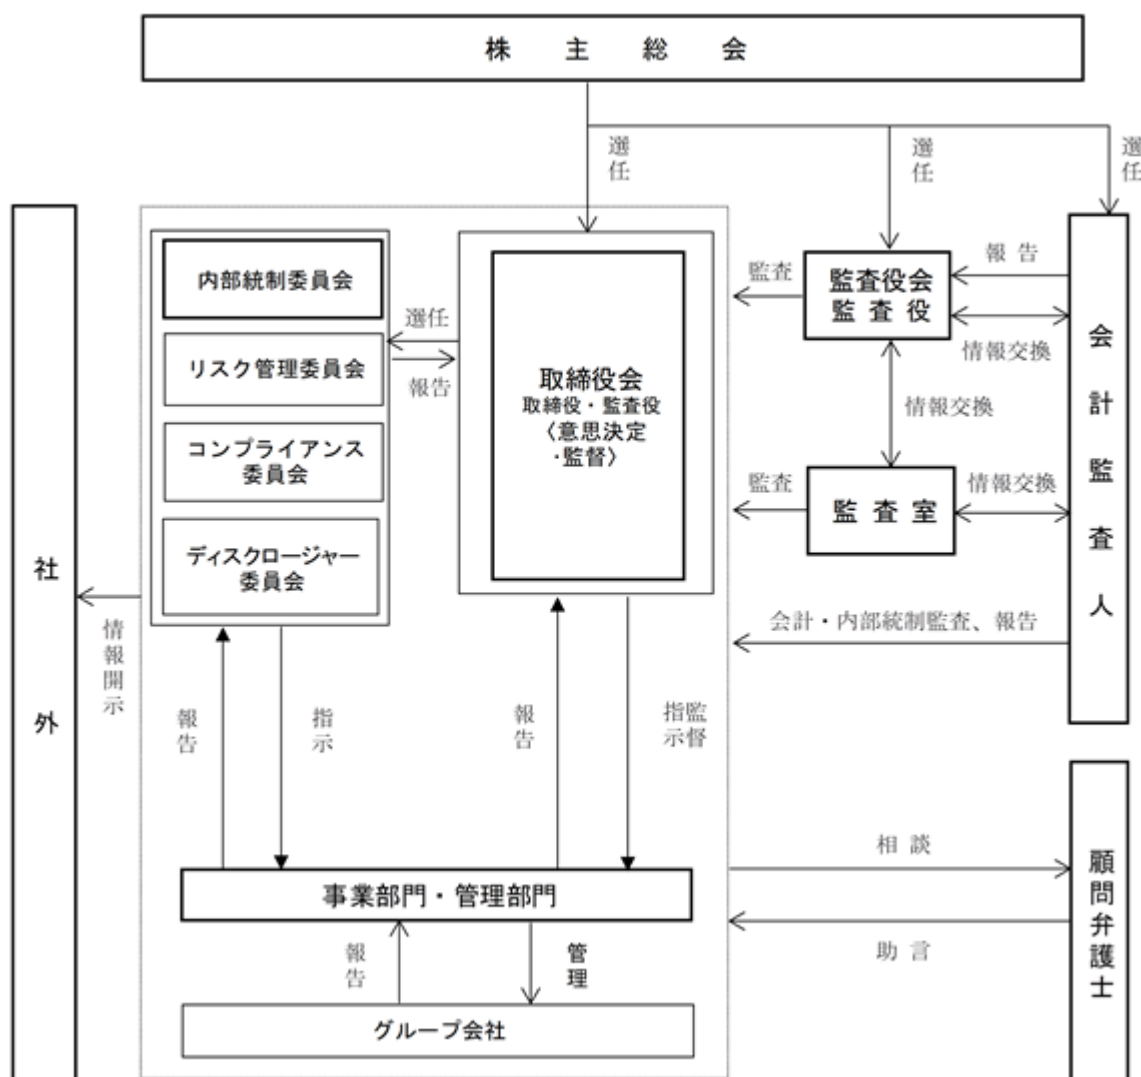 株主総会
選任
選任
選任
社外
情報開示
内部統制委員会
リスク管理委員会
コンプライアンス
委員会
ディスクロージャー
委員会
選任
報告
取締役会
取締役・監査役
〈意思決定
・監督〉
監査
監査役会
監査役
報告
情報交換
情報交換
監査
監査室
情報交換
会計監査人
会計・内部統制監査、報告
報告
指示
報告
指示
監督
事業部門・管理部門
報告
管理
グループ会社
相談
助言
顧問弁護士